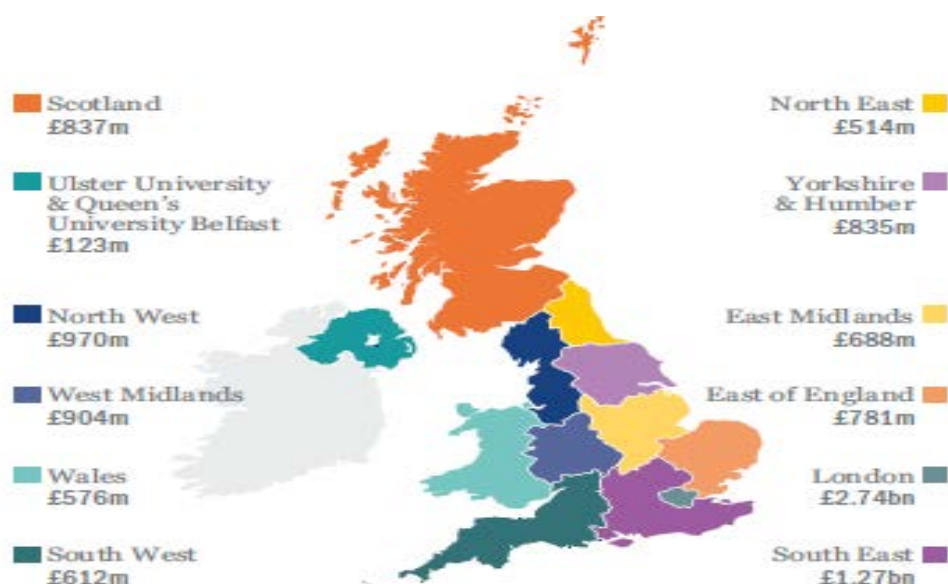 Scotland
£837m
Ulster University
& Queen's
University Belfast
£123m
North West
£970m
West Midlands
£904m
Wales
£576m
South West
£612m
North East
£514m
Yorkshire
& Humber
£835m
East Midlands
£688m
East of England
£781m
London
£2.74bn
South East
£1.27bn